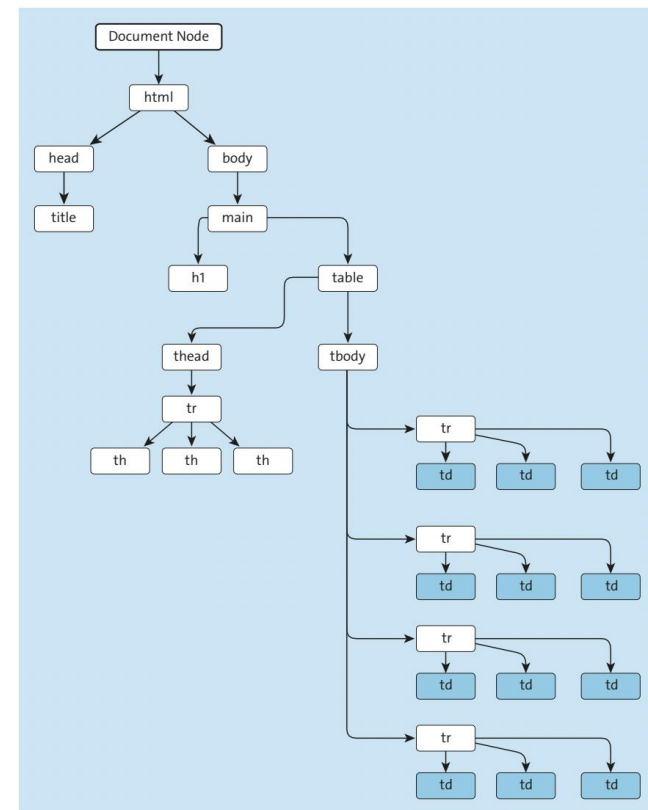 Document Node
html
head
body
title
main
h1
table
thead
tbody
tr
th
th
th
tr
td
td
td
tr
td
td
td
tr
td
td
td
tr
td
td
td